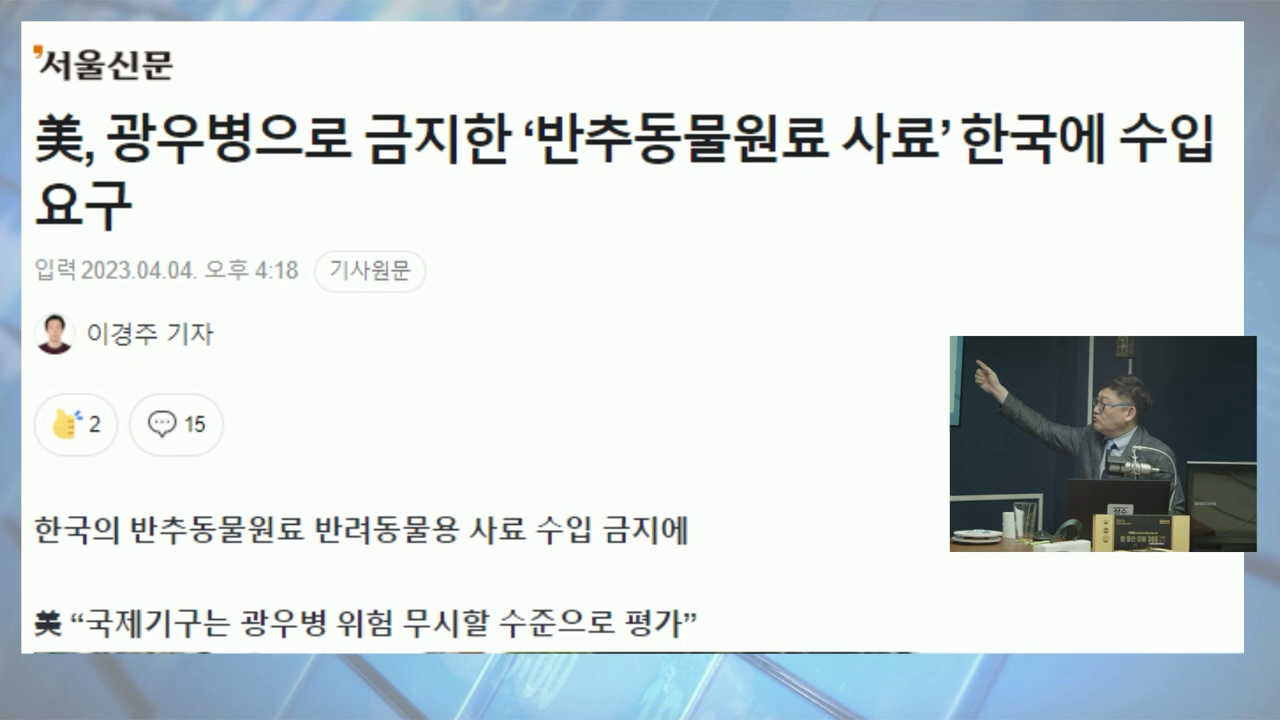 서울신문
美, 광우병으로 금지한 ‘반추동물원료 사료’ 한국에 수입
요구
입력 2023.04.04. 오후 4:18 기사원문
이경주 기자
2 15
한국의 반추동물원료 반려동물용 사료 수입 금지에
美 “국제기구는 광우병 위험 무시할 수준으로 평가”
SAMSUNG